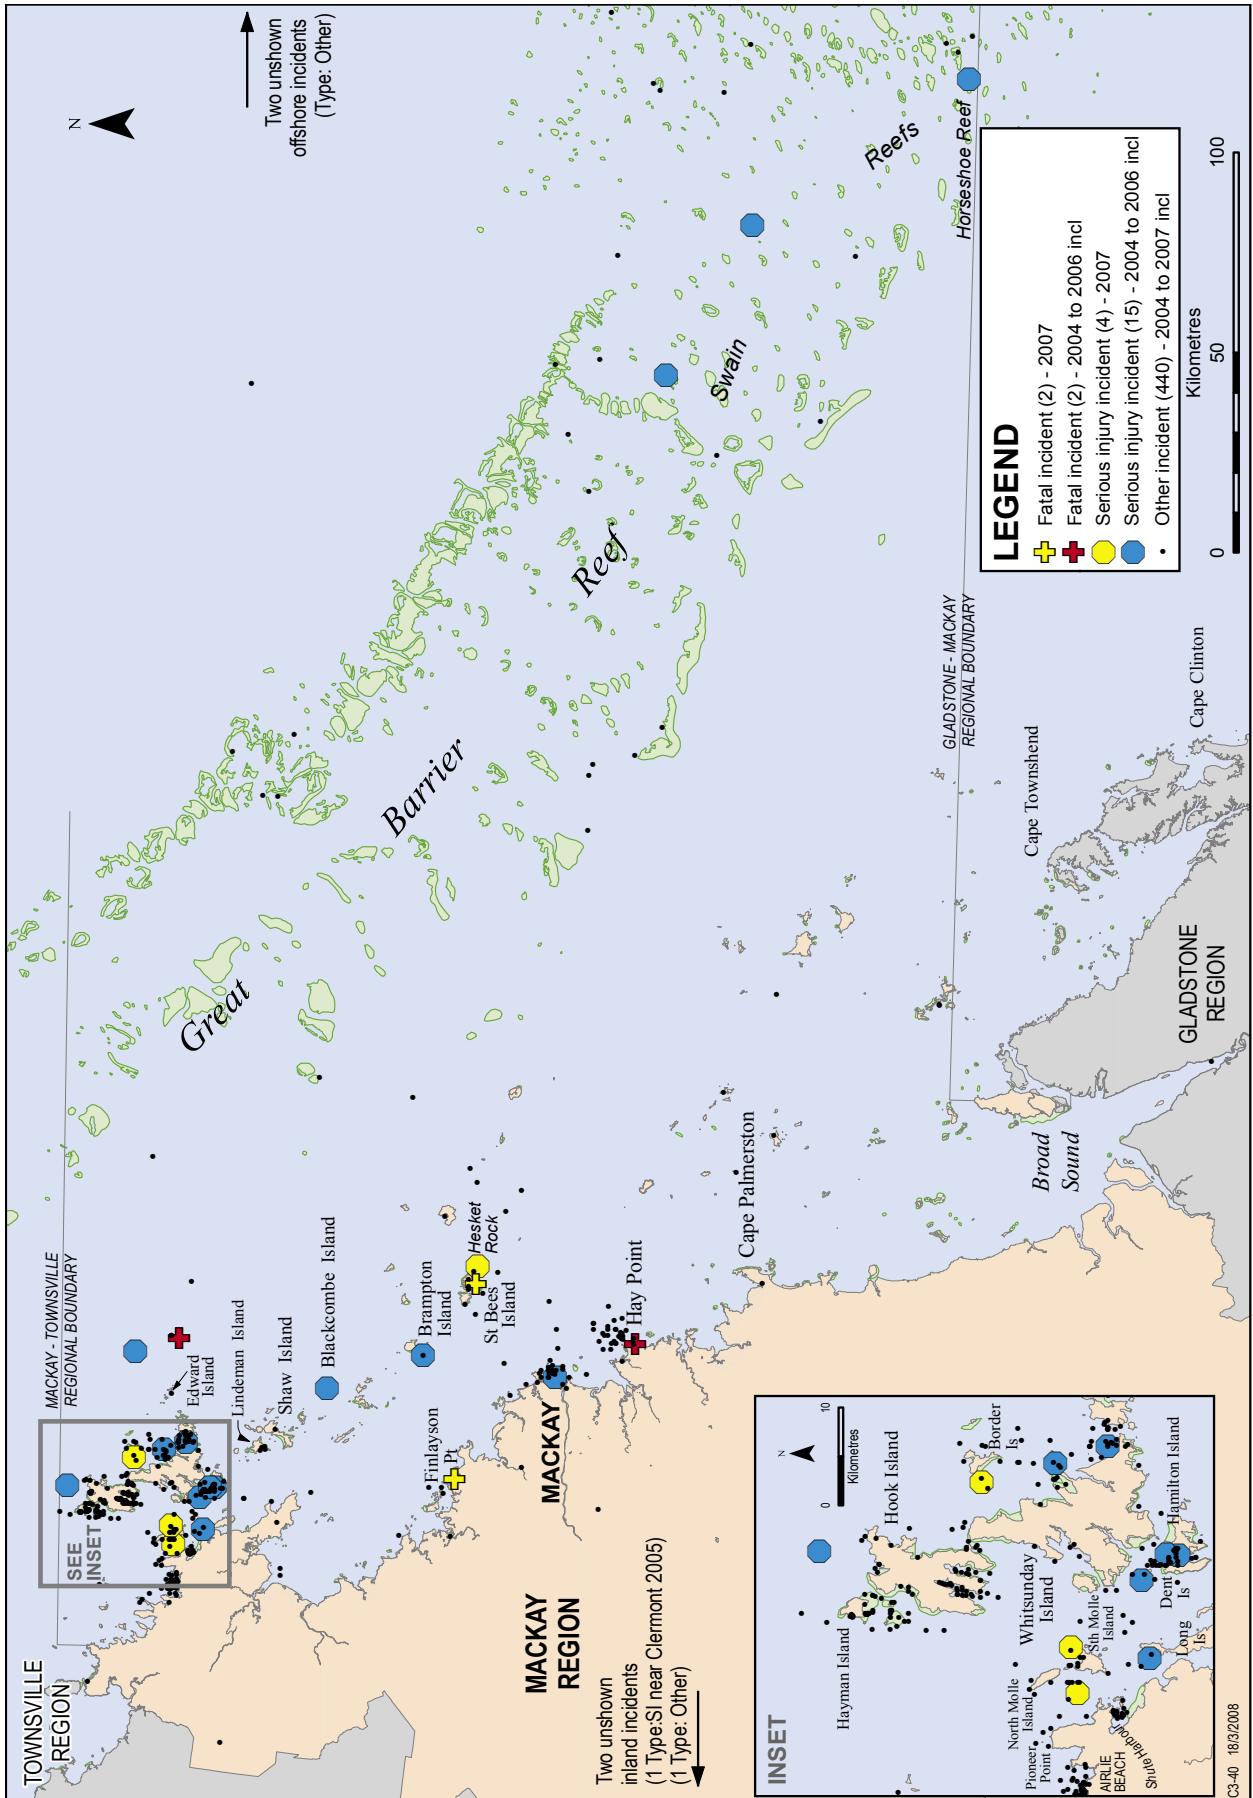 TOWNSVILLE
REGION
MACKAY - TOWNSVILLE
REGIONAL BOUNDARY
N
Two unshown
offshore incidents
(Type: Other)
SEE
INSET
Edward
Island
Lindeman Island
Shaw Island
Blackcombe Island
Great
Barrier
Reef
Swain
Reefs
Horseshoe Reef
Brampton
Island
Hesket
Rock
St Bees
Island
Finlayson
Pt
MACKAY
Hay Point
Cape Palmerston
MACKAY
REGION
Two unshown
inland incidents
(1 Type:SI near Clermont 2005)
(1 Type: Other)
Broad
Sound
GLADSTONE - MACKAY
REGIONAL BOUNDARY
Cape Townshend
Cape Clinton
GLADSTONE
REGION
LEGEND
Fatal incident (2) - 2007
Fatal incident (2) - 2004 to 2006 incl
Serious injury incident (4) - 2007
Serious injury incident (15) - 2004 to 2006 incl
Other incident (440) - 2004 to 2007 incl
Kilometres
0 50 100
INSET
N
0 10
Kilometres
Hayman Island
Hook Island
Border
Is
Whitsunday
Island
North Molle
Island
Sth Molle
Island
Pioneer
Point
AIRLIE
BEACH
Shute Harbour
Long
Is
Dent
Is
Hamilton Island
C3-40 18/3/2008